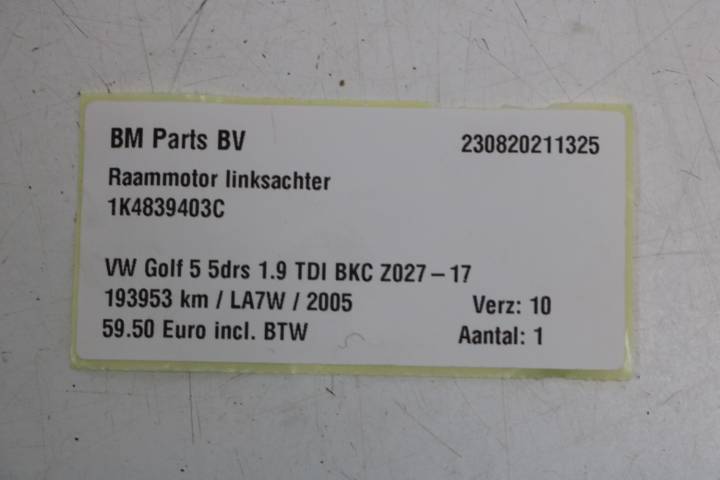 BM Parts BV 230820211325
Raammotor linksachter
1K4839403C
VW Golf 5 5drs 1.9 TDI BKC Z027-17
193953 km / LA7W / 2005 Verz: 10
59.50 Euro incl. BTW Aantal: 1